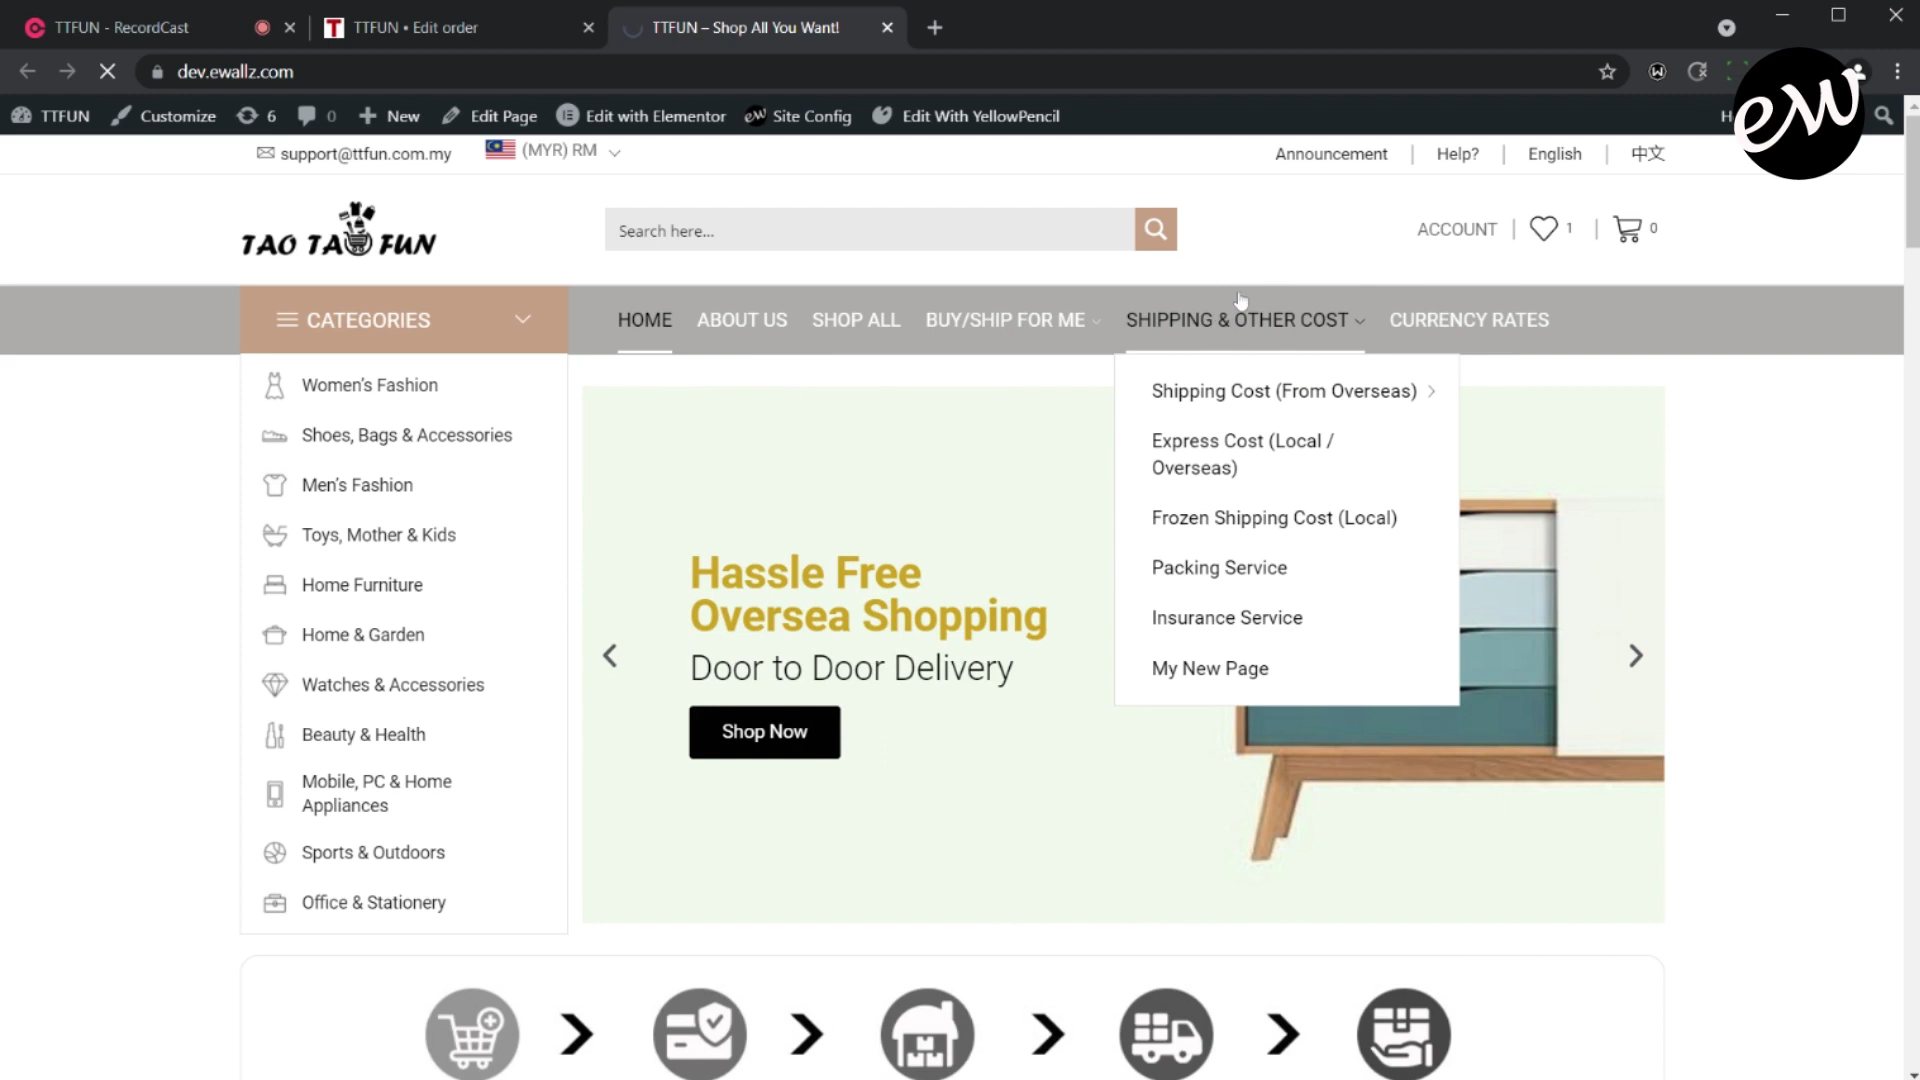 TTFUN - RecordCast
TTFUN • Edit order
TTFUN – Shop All You Want!
dev.ewallz.com
TTFUN
Customize
6
0
New
Edit Page
Edit with Elementor
ew
Site Config
Edit With YellowPencil
ew
support@ttfun.com.my
(MYR) RM
Announcement
Help?
English
中文
TAO TAO FUN
Search here...
ACCOUNT
1
0
CATEGORIES
HOME
ABOUT US
SHOP ALL
BUY/SHIP FOR ME
SHIPPING & OTHER COST
CURRENCY RATES
Women's Fashion
Shoes, Bags & Accessories
Men's Fashion
Toys, Mother & Kids
Home Furniture
Home & Garden
Watches & Accessories
Beauty & Health
Mobile, PC & Home
Appliances
Sports & Outdoors
Office & Stationery
Shipping Cost (From Overseas)
Express Cost (Local /
Overseas)
Frozen Shipping Cost (Local)
Packing Service
Insurance Service
My New Page
Hassle Free
Oversea Shopping
Door to Door Delivery
Shop Now